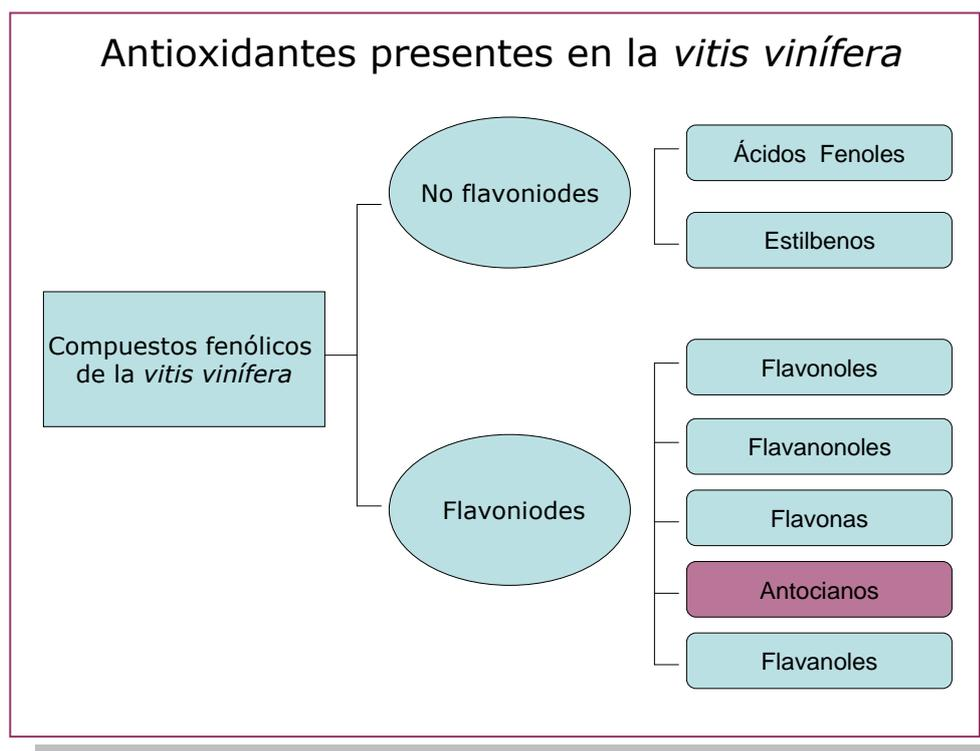 Antioxidantes presentes en la vitis vinífera
No flavoniodes
Ácidos Fenoles
Estilbenos
Compuestos fenólicos
de la vitis vinífera
Flavoniodes
Flavonoles
Flavanonoles
Flavonas
Antocianos
Flavanoles